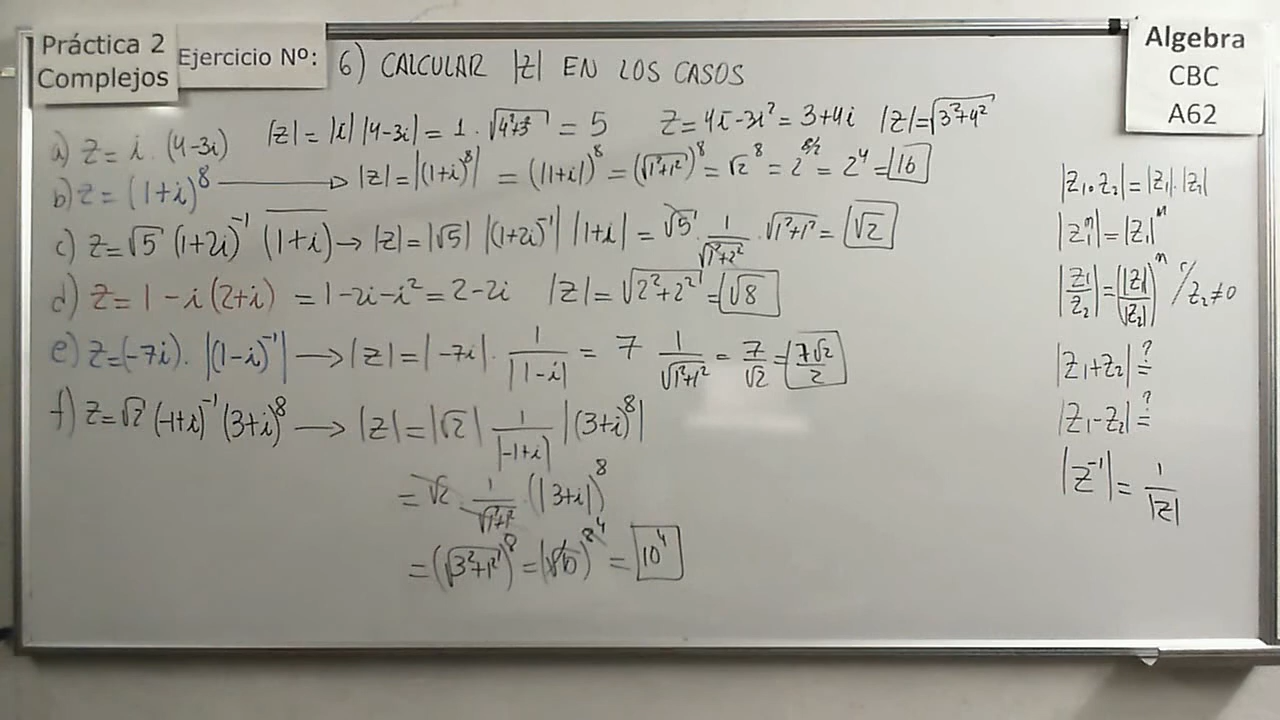 Práctica 2
Complejos
Ejercicio Nº:
6) CALCULAR |Z| EN LOS CASOS
Algebra
CBC
A62
a) Z = i . (4-3i) |Z| = |i| |4-3i| = 1 . √(4²+3²) = 5 Z = 4i-3i² = 3+4i |Z| = √(3²+4²)
b) Z = (1+i)⁸ → |Z| = |(1+i)⁸| = (|1+i|)⁸ = (√(1²+1²))⁸ = √2⁸ = 2^(8/2) = 2⁴ = 16
c) Z = √5 (1+2i)⁻¹ \overline{(1+i)} → |Z| = |√5| |(1+2i)⁻¹| |1+i| = √5 . 1/√(1²+2²) . √(1²+1²) = √2
d) Z = 1 - i (2+i) = 1-2i-i² = 2-2i |Z| = √(2²+2²) = √8
e) Z = (-7i) . |(1-i)⁻¹| → |Z| = |-7i| . 1/|1-i| = 7 1/√(1²+1²) = 7/√2 = 7√2/2
f) Z = √2 (-1+i)⁻¹ (3+i)⁸ → |Z| = |√2| 1/|-1+i| |(3+i)⁸|
= √2 . 1/√(1²+1²) . (|3+i|)⁸
= (√(3²+1²))⁸ = (√10)⁸ ⁴ = 10⁴
|Z₁.Z₂| = |Z₁|.|Z₂|
|Z₁ⁿ| = |Z₁|ⁿ
|Z₁/Z₂| = (|Z₁|/|Z₂|)ⁿ / Z₂≠0
|Z₁+Z₂| ≟
|Z₁-Z₂| ≟
|Z⁻¹| = 1/|Z|